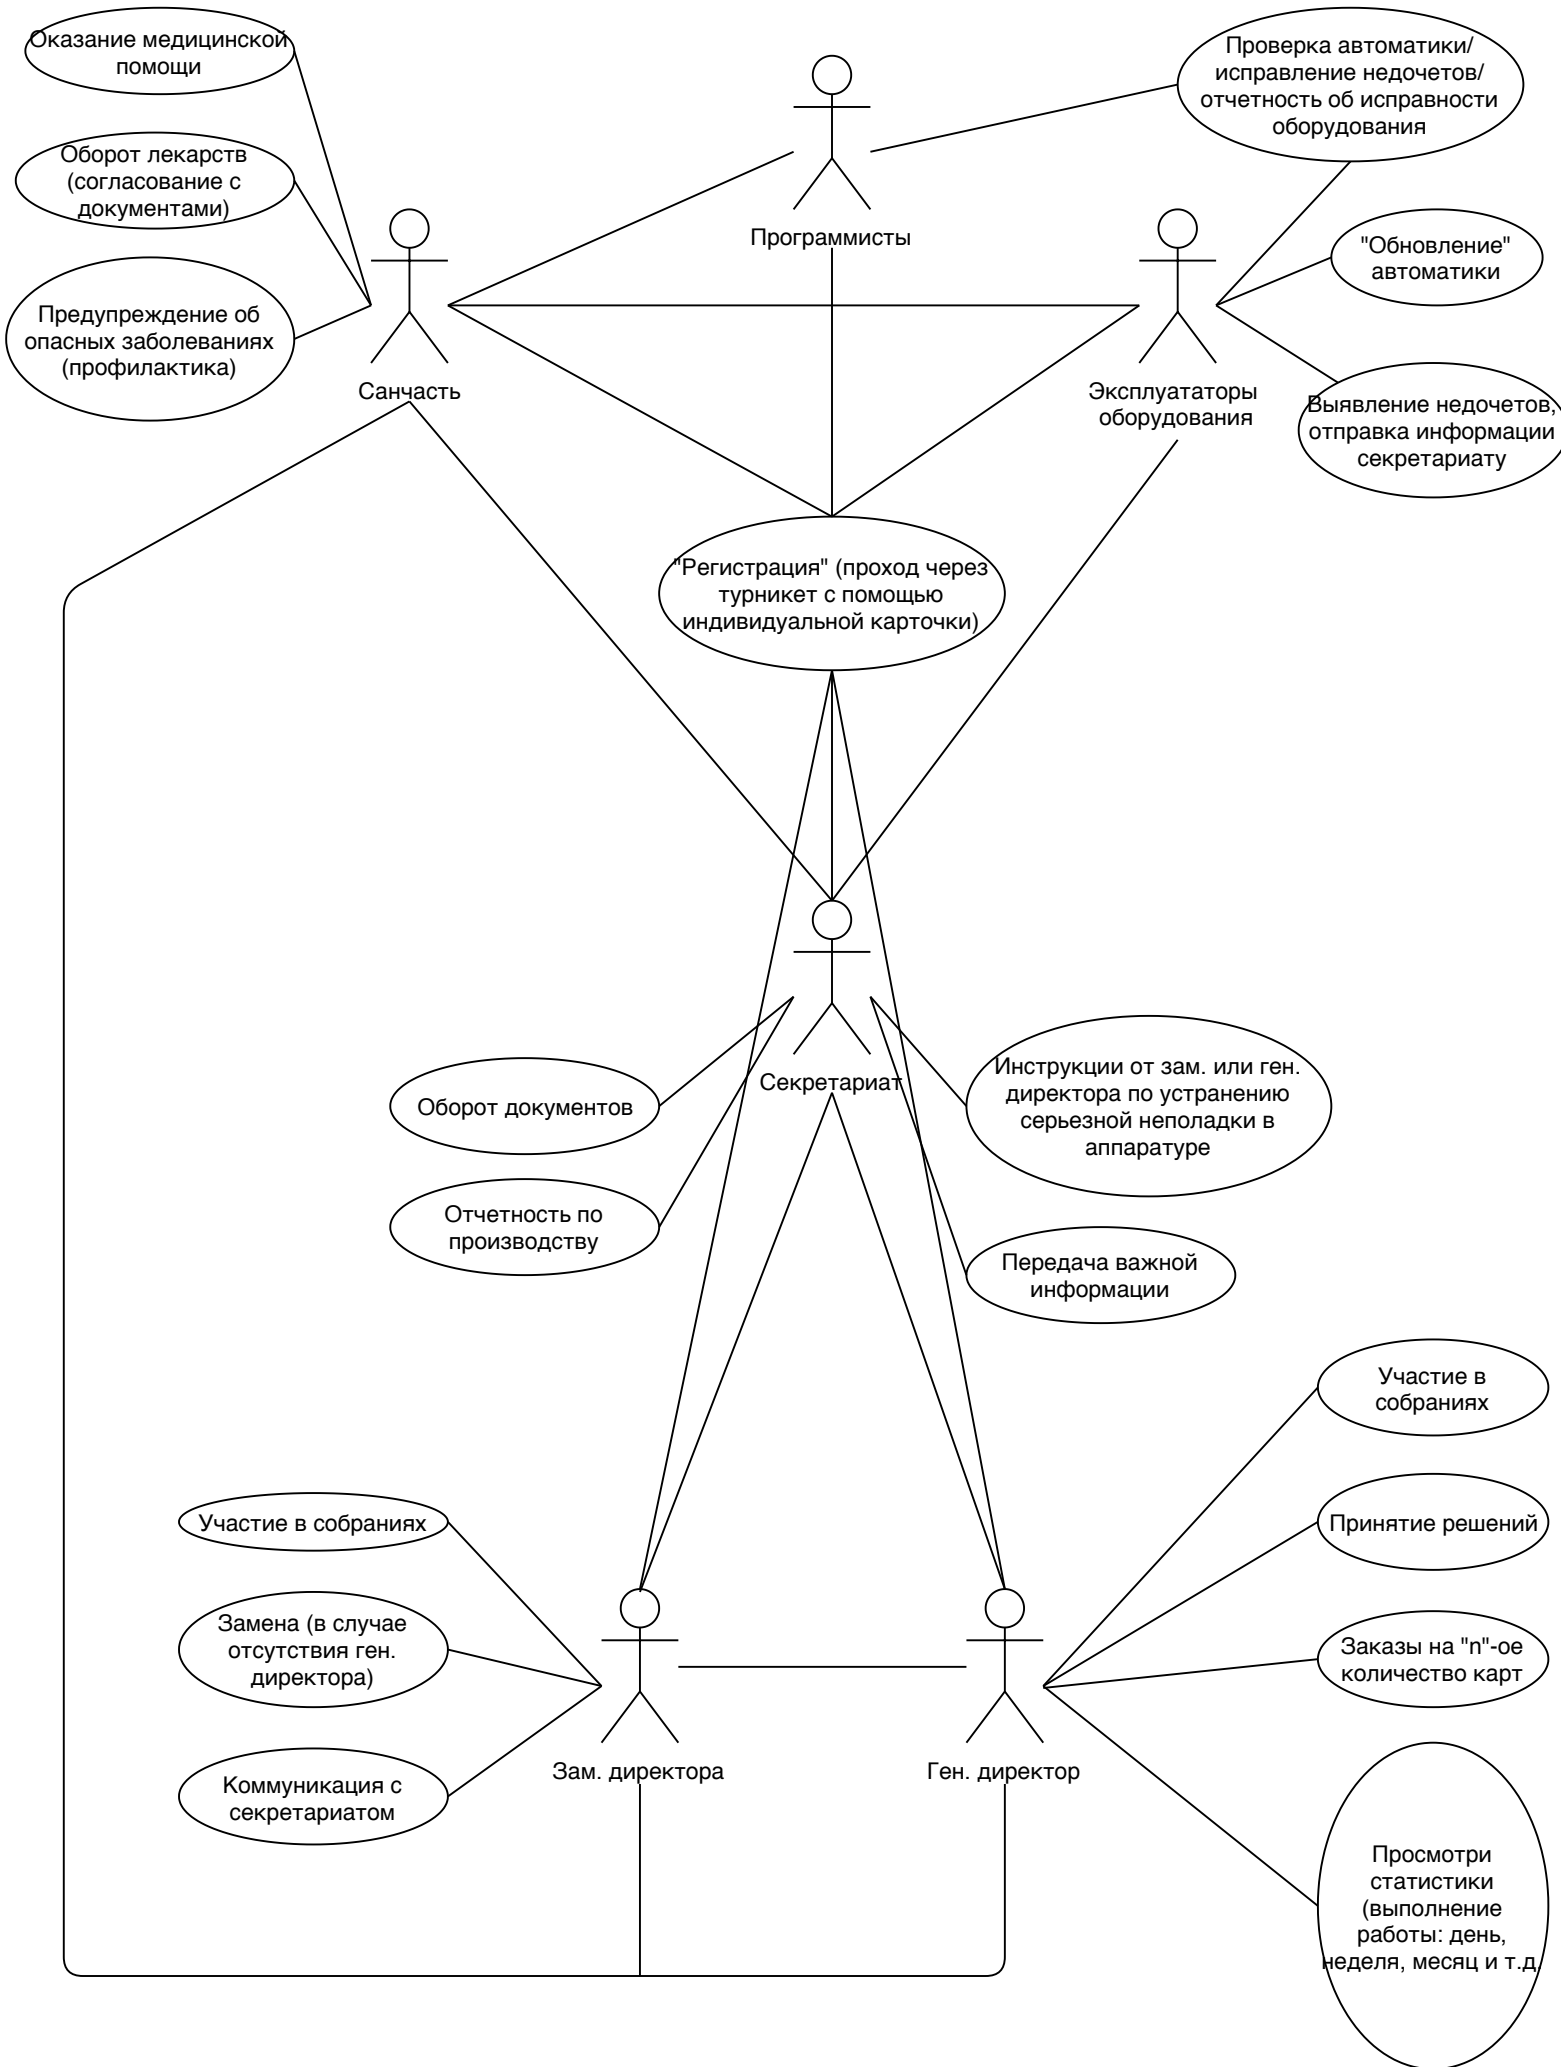 Оказание медицинской
помощи
Проверка автоматики/
исправление недочетов/
отчетность об исправности
оборудования
Оборот лекарств
(согласование с
документами)
Программисты
"Обновление"
автоматики
Предупреждение об
опасных заболеваниях
(профилактика)
Санчасть
Эксплуататоры
оборудования
Выявление недочетов,
отправка информации
секретариату
"Регистрация" (проход через
турникет с помощью
индивидуальной карточки)
Секретариат
Оборот документов
Инструкции от зам. или ген.
директора по устранению
серьезной неполадки в
аппаратуре
Отчетность по
производству
Передача важной
информации
Участие в
собраниях
Участие в собраниях
Принятие решений
Замена (в случае
отсутствия ген.
директора)
Заказы на "n"-ое
количество карт
Зам. директора
Ген. директор
Коммуникация с
секретариатом
Просмотри
статистики
(выполнение
работы: день,
неделя, месяц и т.д.